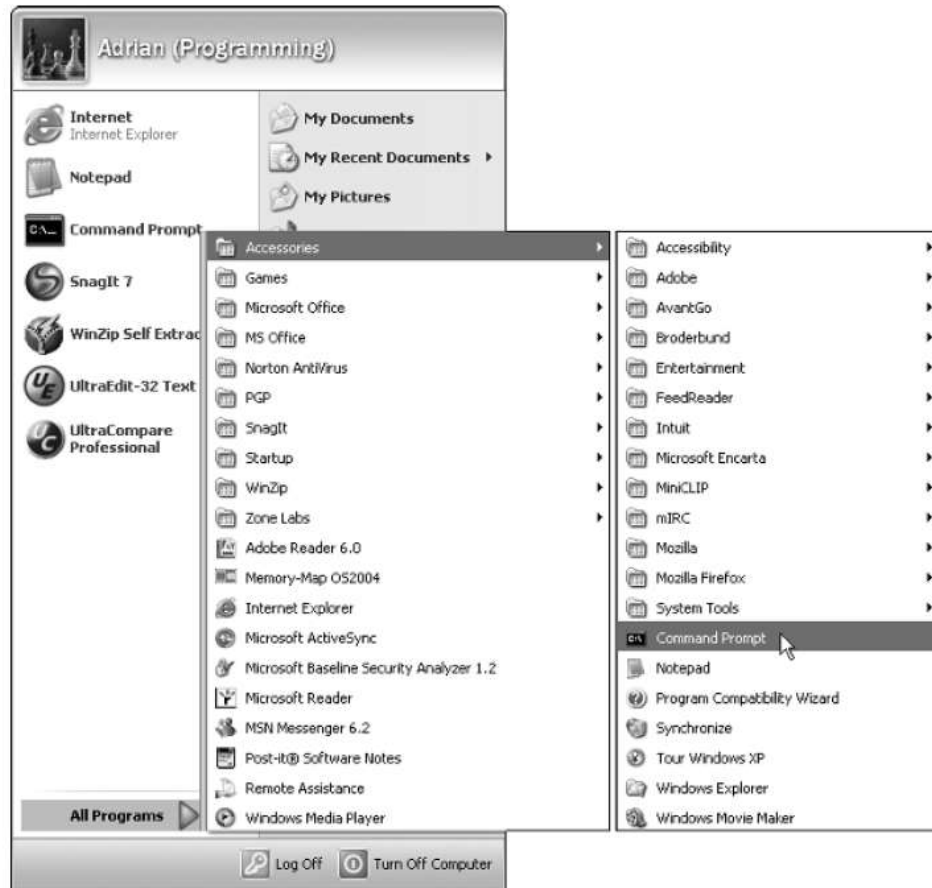 Adrian (Programming)
Internet
Internet Explorer
Notepad
Command Prompt
SnagIt 7
WinZip Self Extrac
UltraEdit-32 Text
UltraCompare
Professional
All Programs
My Documents
My Recent Documents
My Pictures
Accessories
Games
Microsoft Office
MS Office
Norton AntiVirus
PGP
SnagIt
Startup
WinZip
Zone Labs
Adobe Reader 6.0
Memory-Map OS2004
Internet Explorer
Microsoft ActiveSync
Microsoft Baseline Security Analyzer 1.2
Microsoft Reader
MSN Messenger 6.2
Post-it® Software Notes
Remote Assistance
Windows Media Player
Accessibility
Adobe
AvantGo
Broderbund
Entertainment
FeedReader
Intuit
Microsoft Encarta
MiniCLIP
mIRC
Mozilla
Mozilla Firefox
System Tools
Command Prompt
Notepad
Program Compatibility Wizard
Synchronize
Tour Windows XP
Windows Explorer
Windows Movie Maker
Log Off
Turn Off Computer